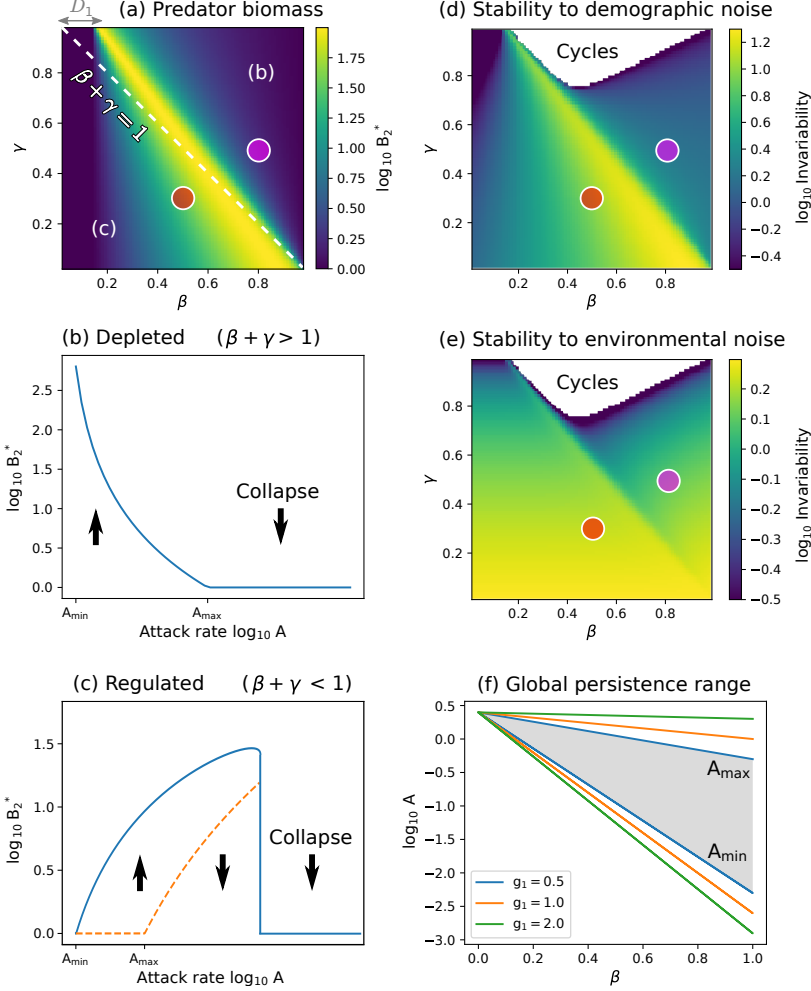 D₁
(a) Predator biomass
0.8
0.6
0.4
0.2
γ
β + γ = 1
(b)
(c)
0.2 0.4 0.6 0.8
β
1.75
1.50
1.25
1.00
0.75
0.50
0.25
0.00
log₁₀ B₂*
(d) Stability to demographic noise
Cycles
0.8
0.6
0.4
0.2
γ
0.2 0.4 0.6 0.8
β
1.2
1.0
0.8
0.6
0.4
0.2
0.0
−0.2
−0.4
log₁₀ Invariability
(b) Depleted (β + γ > 1)
2.5
2.0
1.5
1.0
0.5
0.0
log₁₀ B₂*
Collapse
A_min A_max
Attack rate log₁₀ A
(e) Stability to environmental noise
Cycles
0.8
0.6
0.4
0.2
γ
0.2 0.4 0.6 0.8
β
0.2
0.1
0.0
−0.1
−0.2
−0.3
−0.4
−0.5
log₁₀ Invariability
(c) Regulated (β + γ < 1)
1.5
1.0
0.5
0.0
log₁₀ B₂*
Collapse
A_min A_max
Attack rate log₁₀ A
(f) Global persistence range
0.5
0.0
−0.5
−1.0
−1.5
−2.0
−2.5
−3.0
log₁₀ A
A_max
A_min
g₁ = 0.5
g₁ = 1.0
g₁ = 2.0
0.0 0.2 0.4 0.6 0.8 1.0
β